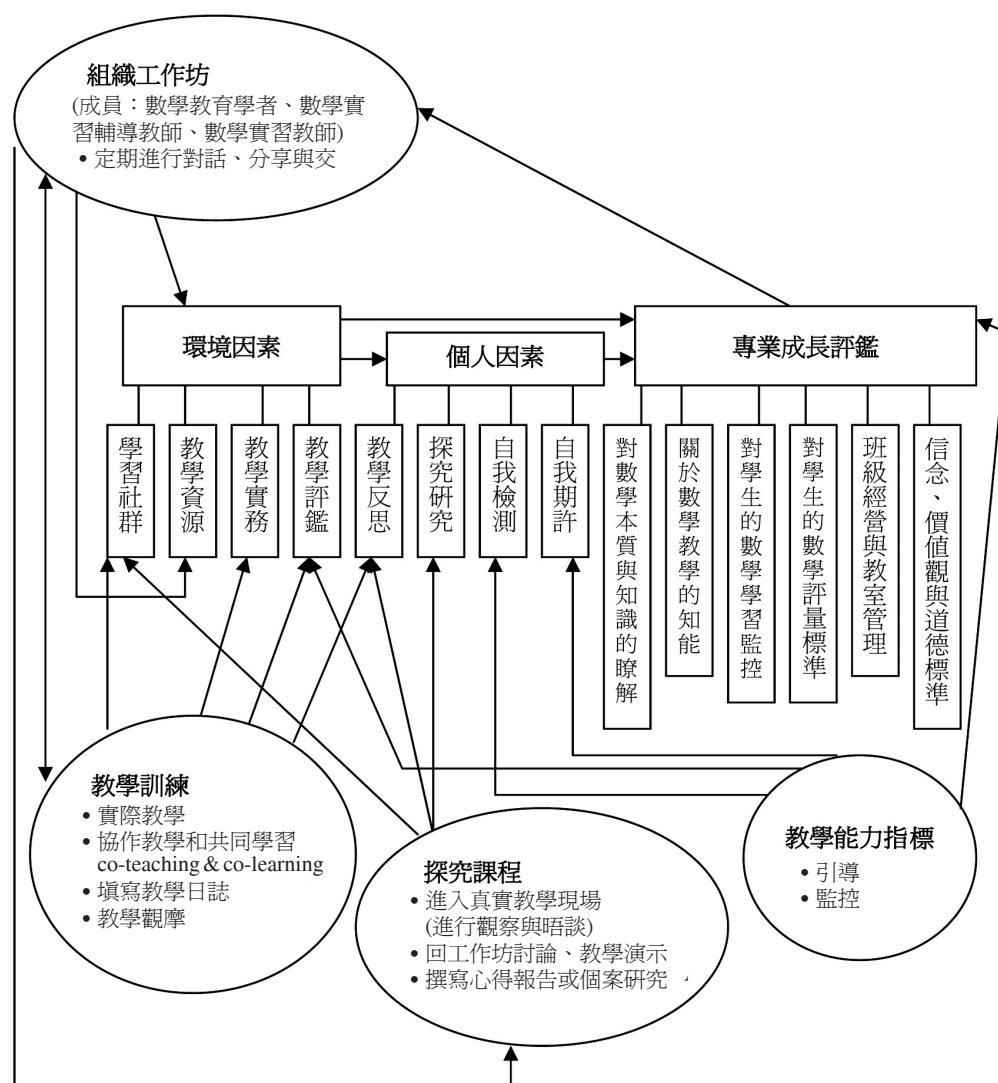 組織工作坊
(成員：數學教育學者、數學實
習輔導教師、數學實習教師)
• 定期進行對話、分享與交
環境因素
個人因素
專業成長評鑑
學習社群
教學資源
教學實務
教學評鑑
教學反思
探究研究
自我檢測
自我期許
對數學本質與知識的瞭解
關於數學教學的知能
對學生的數學學習監控
對學生的數學評量標準
班級經營與教室管理
信念、價值觀與道德標準
教學訓練
• 實際教學
• 協作教學和共同學習
co-teaching & co-learning
• 填寫教學日誌
• 教學觀摩
探究課程
• 進入真實教學現場
(進行觀察與晤談)
• 回工作坊討論、教學演示
• 撰寫心得報告或個案研究
教學能力指標
• 引導
• 監控